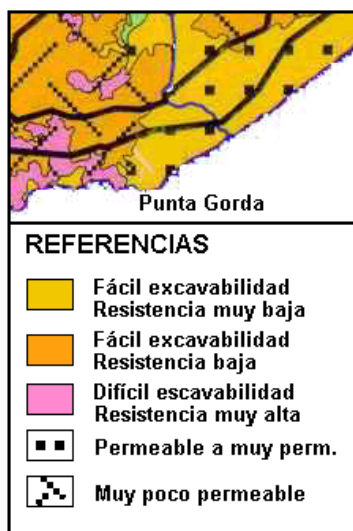 Punta Gorda
REFERENCIAS
Fácil excavabilidad
Resistencia muy baja
Fácil excavabilidad
Resistencia baja
Difícil escavabilidad
Resistencia muy alta
Permeable a muy perm.
Muy poco permeable